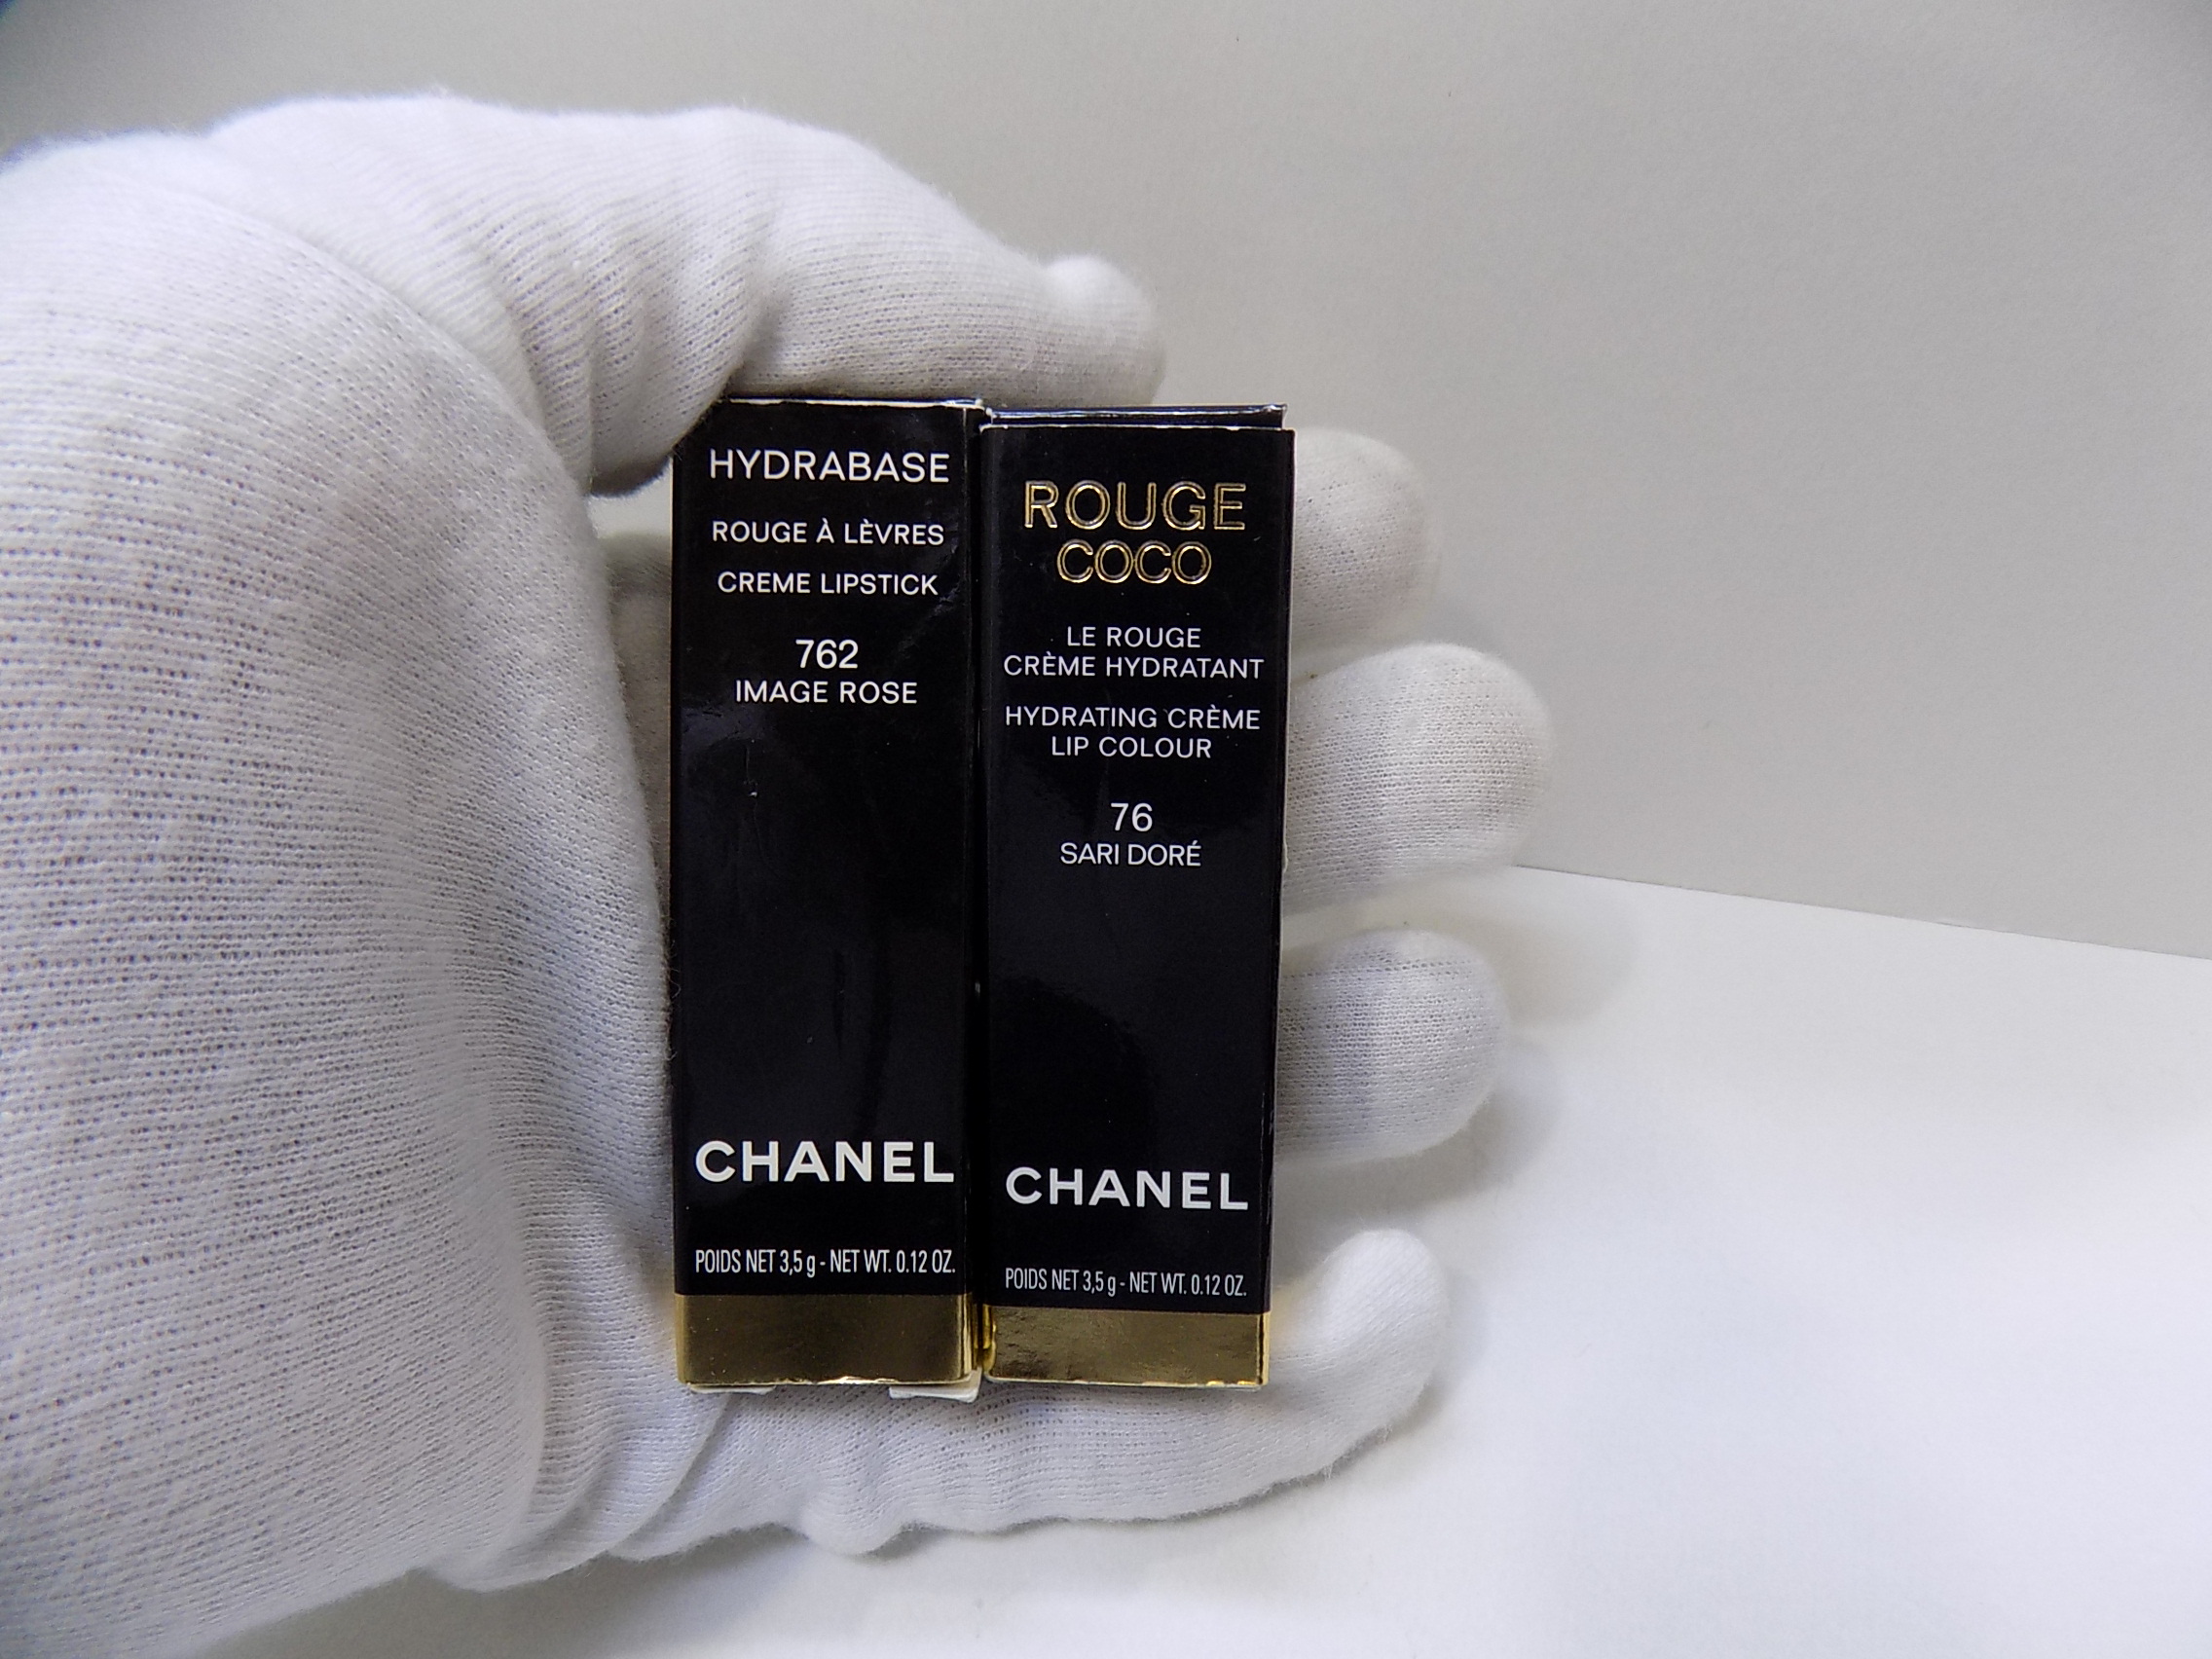 HYDRABASE
ROUGE À LÈVRES
CREME LIPSTICK
762
IMAGE ROSE
CHANEL
POIDS NET 3,5 g - NET WT. 0.12 OZ.
ROUGE
COCO
LE ROUGE
CRÈME HYDRATANT
HYDRATING CRÈME
LIP COLOUR
76
SARI DORÉ
CHANEL
POIDS NET 3,5 g - NET WT. 0.12 OZ.